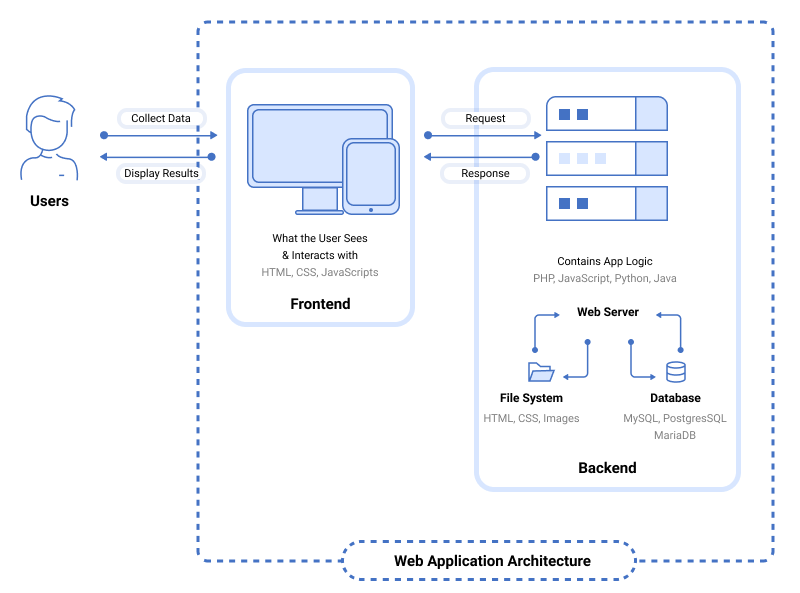 Collect Data
Display Results
Users
What the User Sees
& Interacts with
HTML, CSS, JavaScripts
Frontend
Request
Response
Contains App Logic
PHP, JavaScript, Python, Java
Web Server
File System
HTML, CSS, Images
Database
MySQL, PostgresSQL
MariaDB
Backend
Web Application Architecture